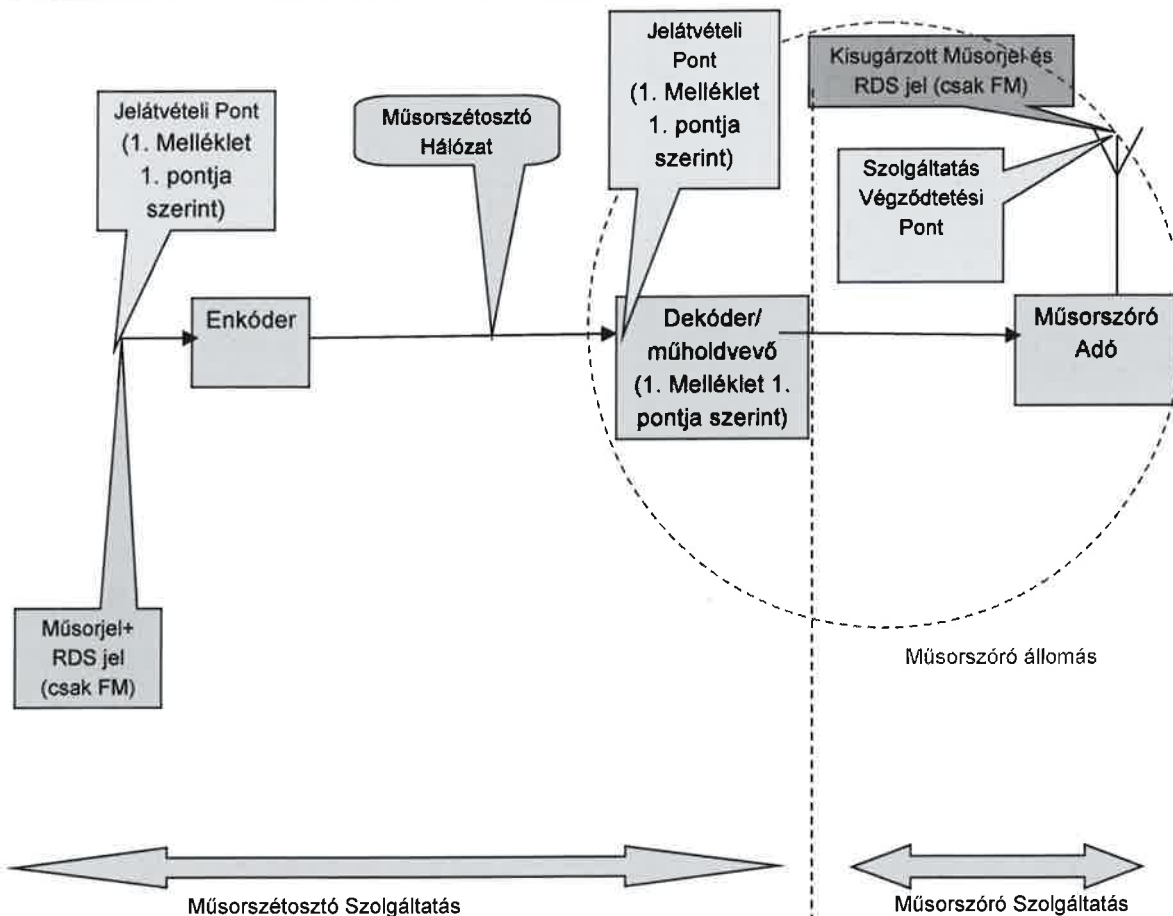 Jelátvételi Pont
(1. Melléklet
1. pontja
szerint)
Műsorszétosztó
Hálózat
Jelátvételi
Pont
(1. Melléklet
1. pontja
szerint)
Kisugárzott Műsorjel és
RDS jel (csak FM)
Szolgáltatás
Végződtetési
Pont
Enkóder
Dekóder/
műholdvevő
(1. Melléklet 1.
pontja szerint)
Műsorszóró
Adó
Műsorjel+
RDS jel
(csak FM)
Műsorszóró állomás
Műsorszétosztó Szolgáltatás
Műsorszóró Szolgáltatás